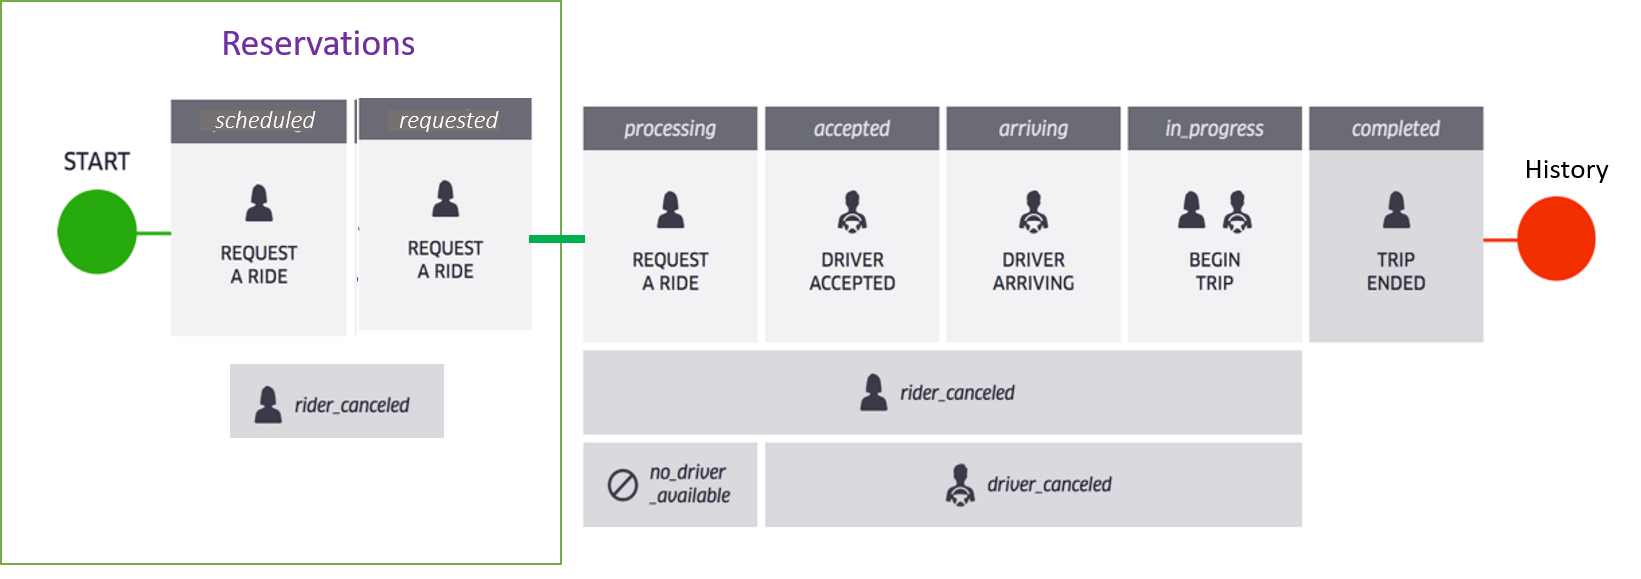 Reservations
START
scheduled
REQUEST
A RIDE
requested
REQUEST
A RIDE
rider_canceled
processing
REQUEST
A RIDE
accepted
DRIVER
ACCEPTED
arriving
DRIVER
ARRIVING
in_progress
BEGIN
TRIP
completed
TRIP
ENDED
History
rider_canceled
no_driver
_available
driver_canceled